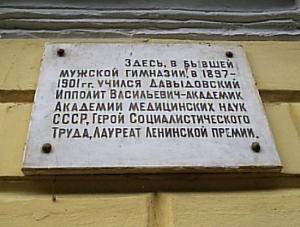 Здесь, в бывшей
мужской гимназии, в 1897-
1901 гг. учился Давыдовский
Ипполит Васильевич-академик
Академии медицинских наук
СССР, Герой Социалистического
Труда, Лауреат Ленинской премии.